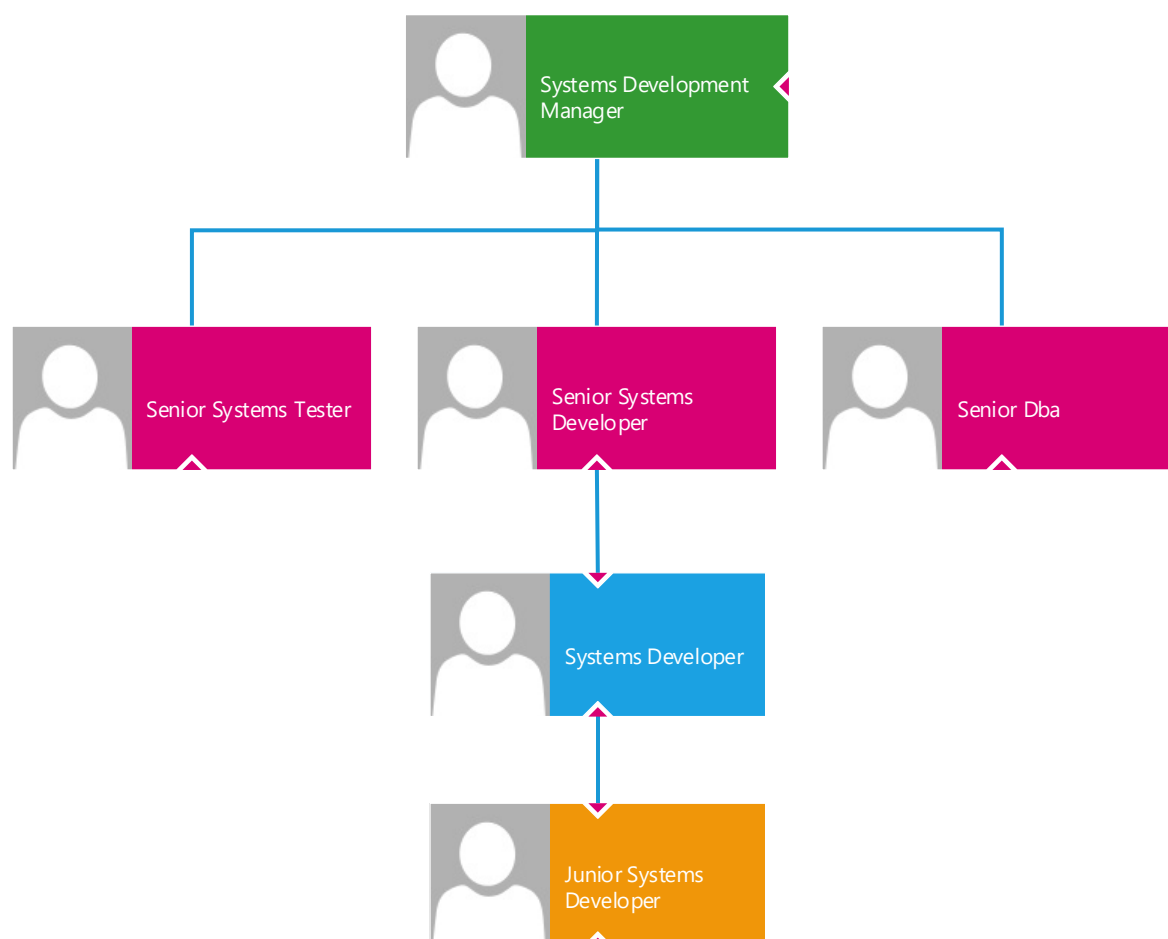 Systems Development
Manager
Senior Systems Tester
Senior Systems
Developer
Senior Dba
Systems Developer
Junior Systems
Developer